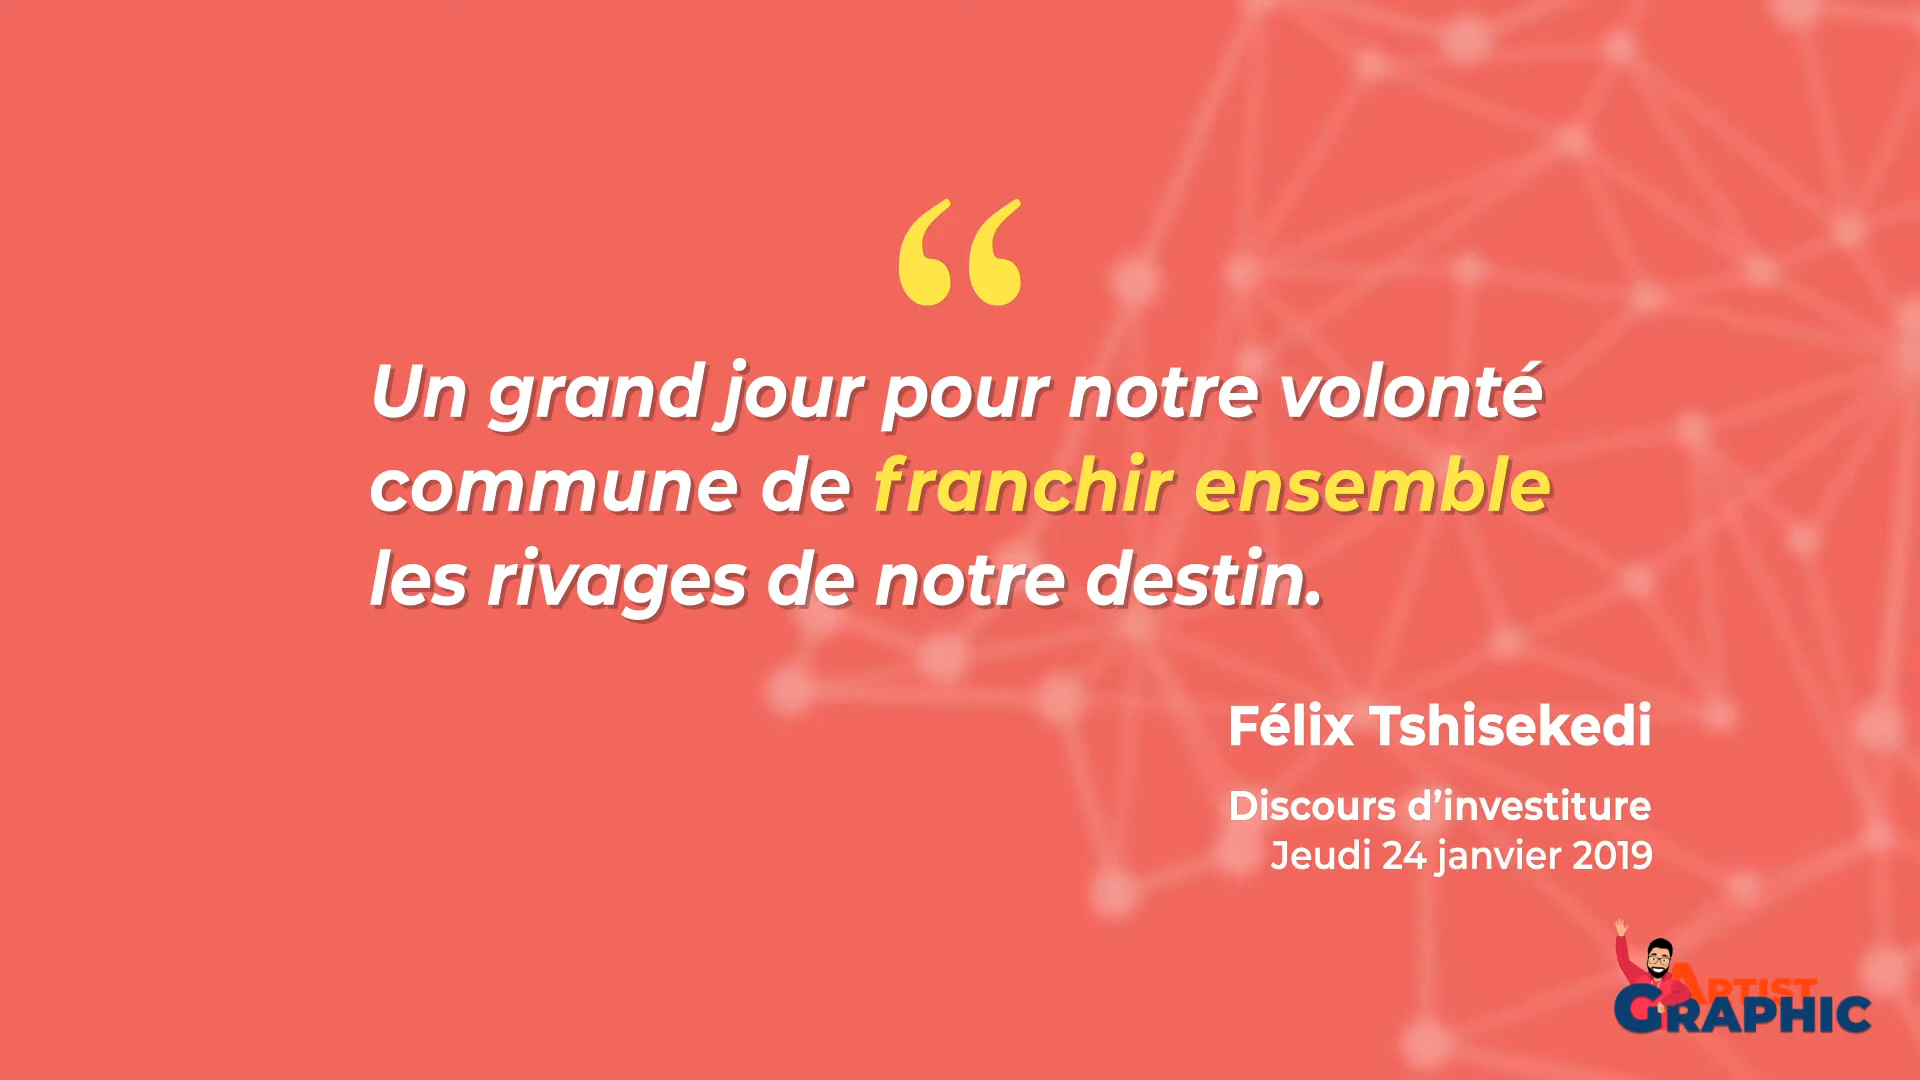 “
Un grand jour pour notre volonté
commune de franchir ensemble
les rivages de notre destin.
Félix Tshisekedi
Discours d’investiture
Jeudi 24 janvier 2019
ARTIST
GRAPHIC